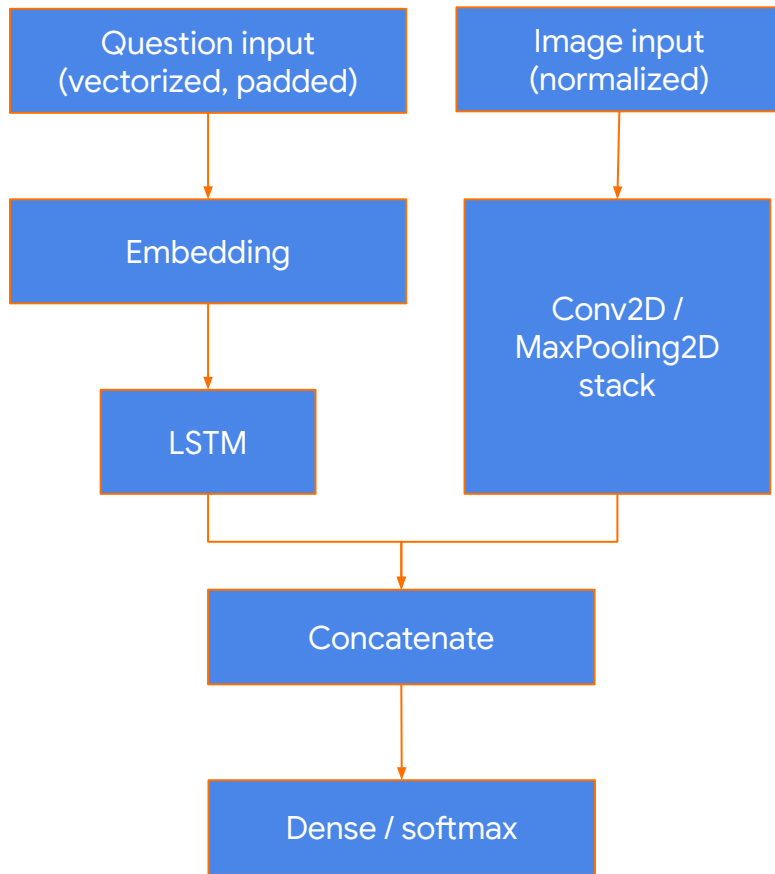 Question input
(vectorized, padded)
Image input
(normalized)
Embedding
Conv2D /
MaxPooling2D
stack
LSTM
Concatenate
Dense / softmax